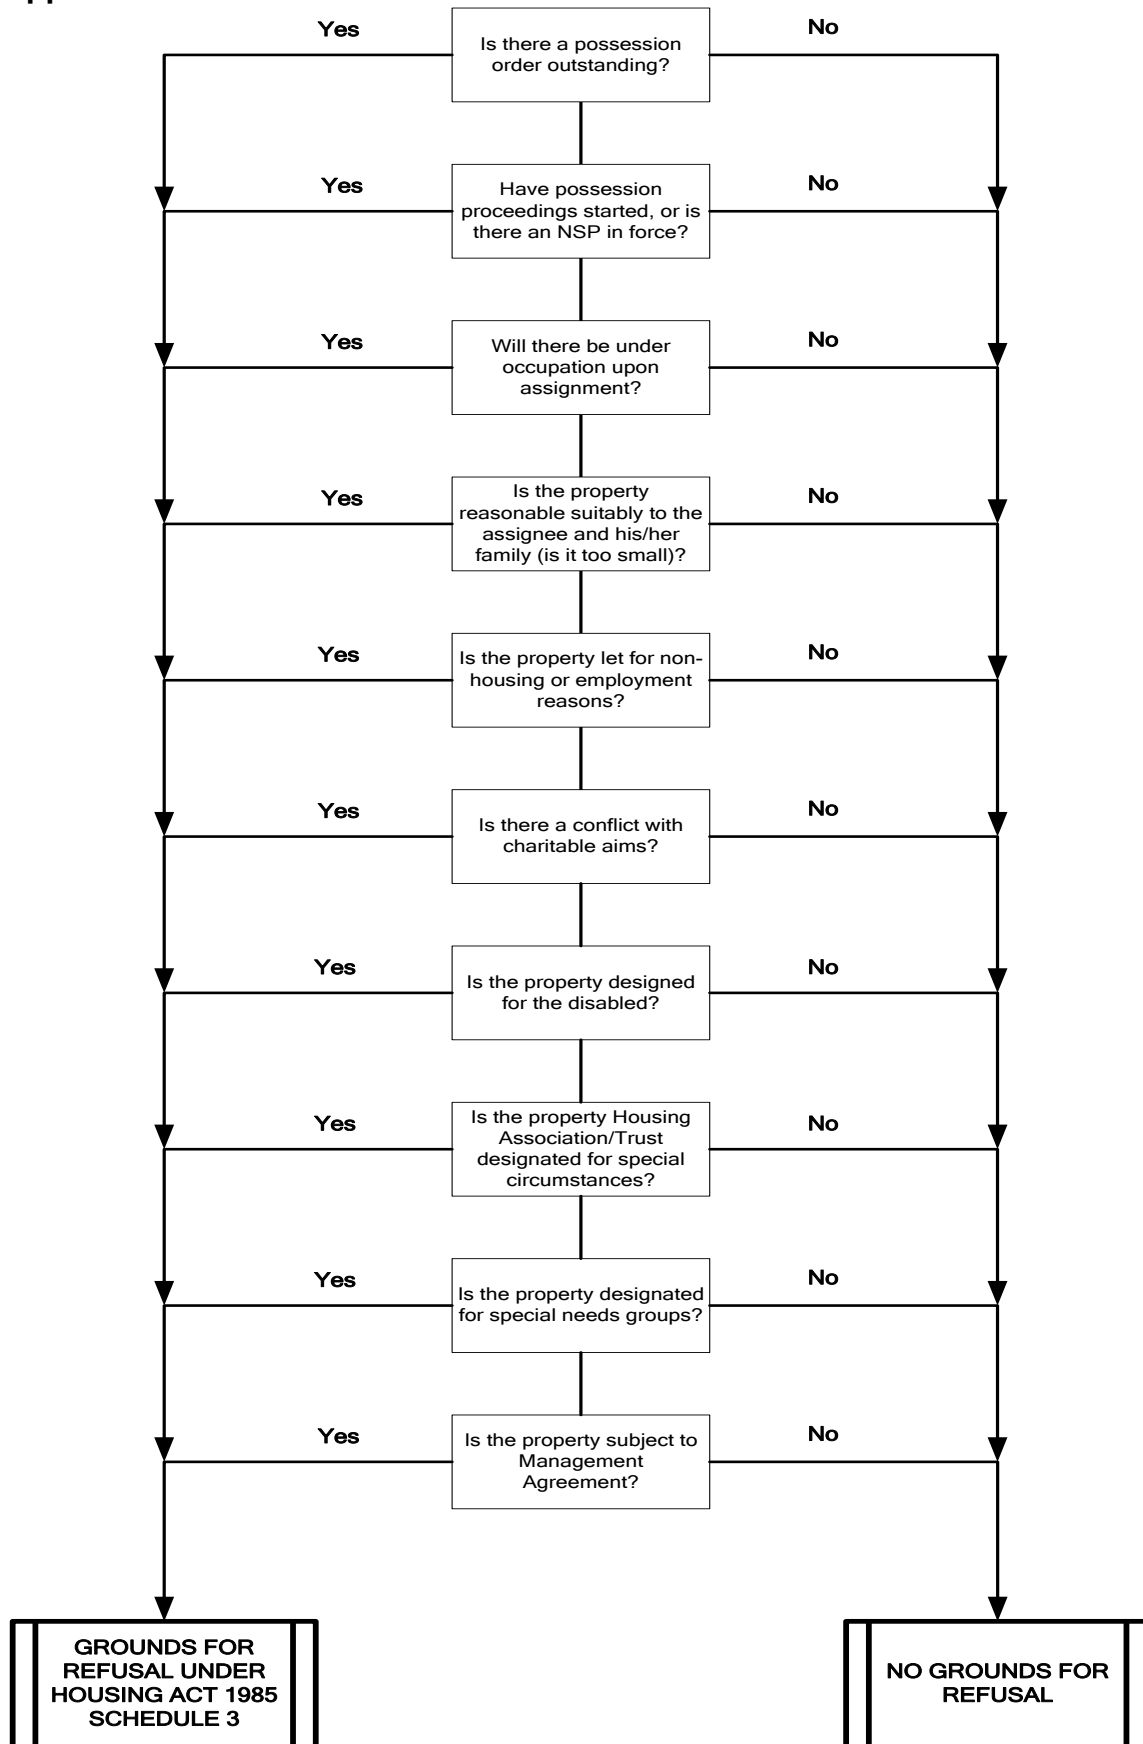 Yes
No
Is there a possession
order outstanding?
Yes
No
Have possession
proceedings started, or is
there an NSP in force?
Yes
No
Will there be under
occupation upon
assignment?
Yes
No
Is the property
reasonable suitably to the
assignee and his/her
family (is it too small)?
Yes
No
Is the property let for non-
housing or employment
reasons?
Yes
No
Is there a conflict with
charitable aims?
Yes
No
Is the property designed
for the disabled?
Yes
No
Is the property Housing
Association/Trust
designated for special
circumstances?
Yes
No
Is the property designated
for special needs groups?
Yes
No
Is the property subject to
Management
Agreement?
GROUNDS FOR
REFUSAL UNDER
HOUSING ACT 1985
SCHEDULE 3
NO GROUNDS FOR
REFUSAL